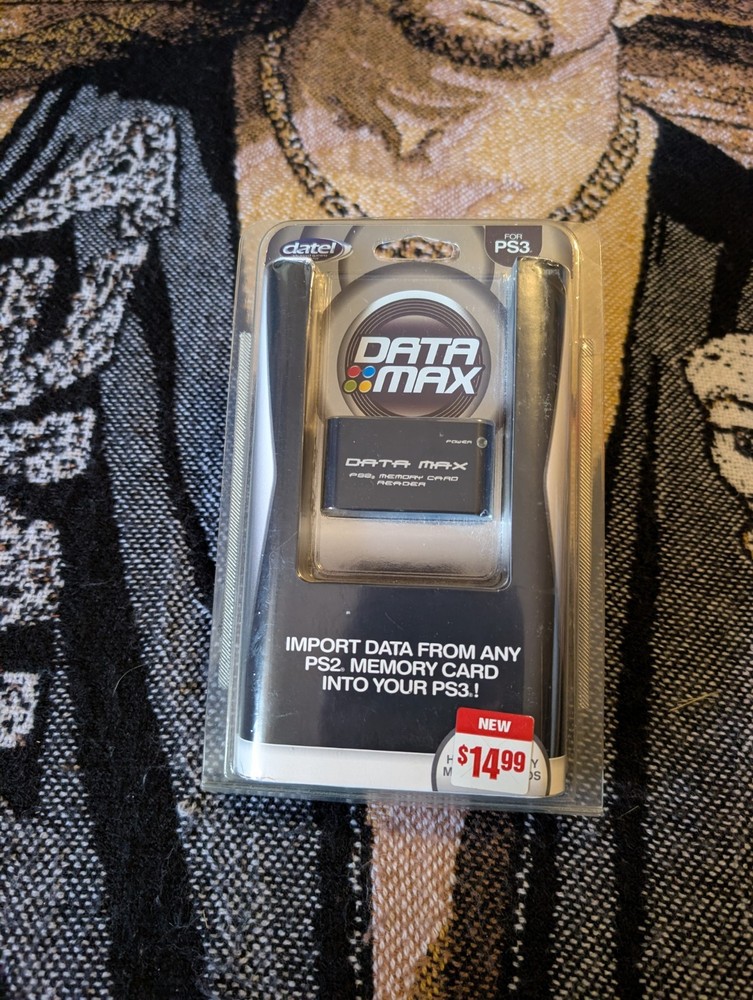 datel
FOR
PS3
DATA
MAX
POWER
DATA MAX
PS2® MEMORY CARD
READER
IMPORT DATA FROM ANY
PS2® MEMORY CARD
INTO YOUR PS3®!
NEW
$14.99